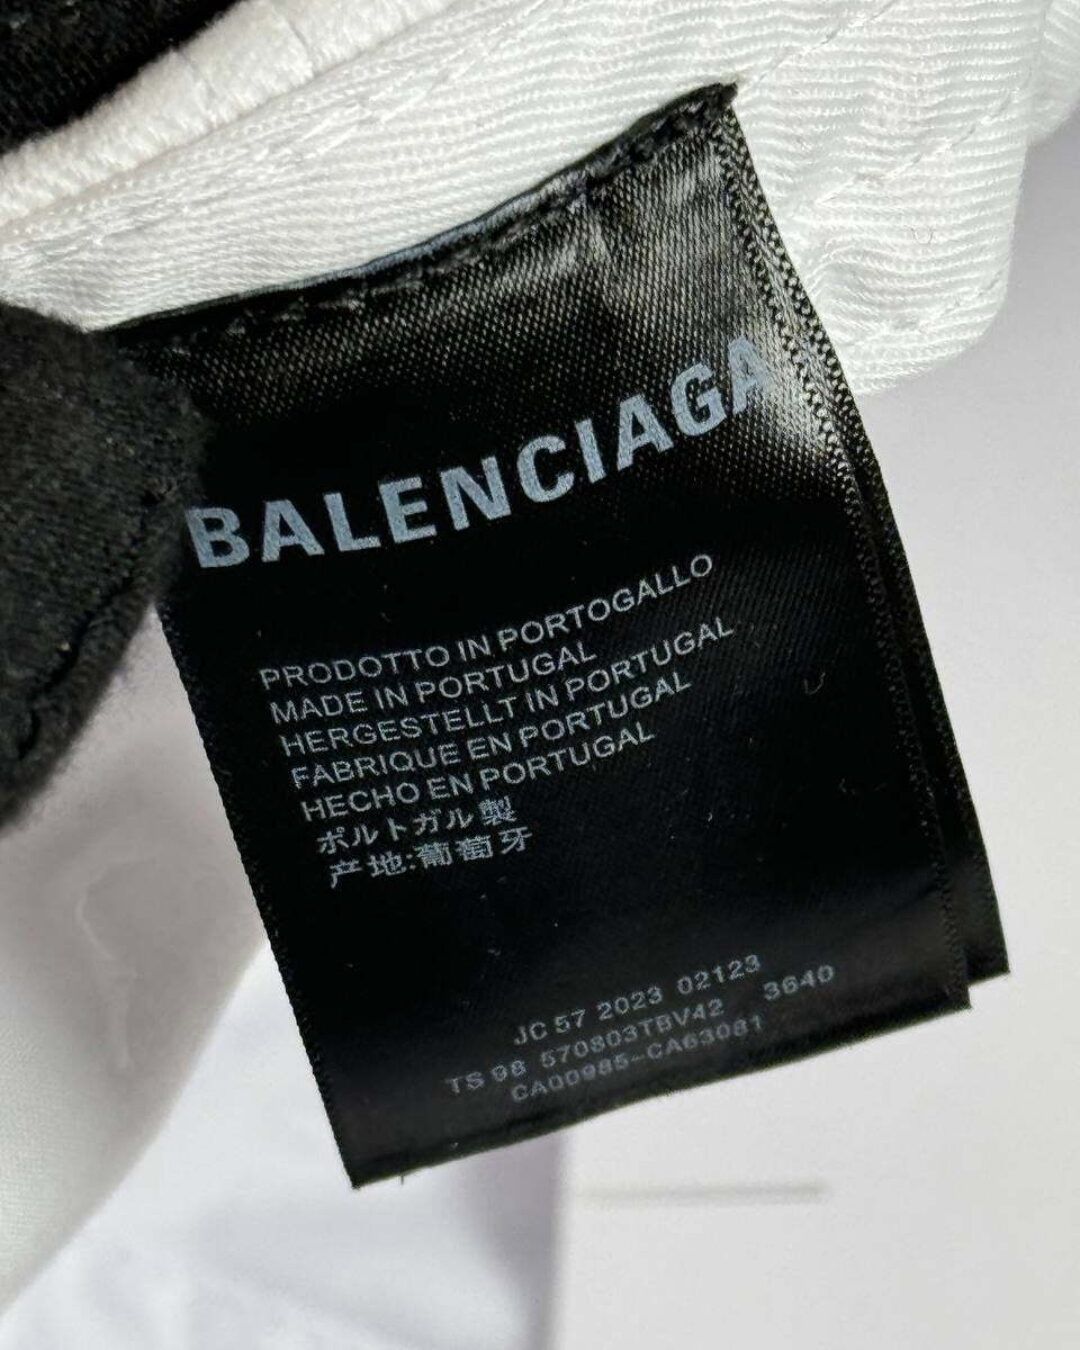 BALENCIAGA
PRODOTTO IN PORTOGALLO
MADE IN PORTUGAL
HERGESTELLT IN PORTUGAL
FABRIQUE EN PORTUGAL
HECHO EN PORTUGAL
ポルトガル製
产地:葡萄牙
JC 57 2023 02123
TS 98 570803TBV42 3640
CA00985-CA63081